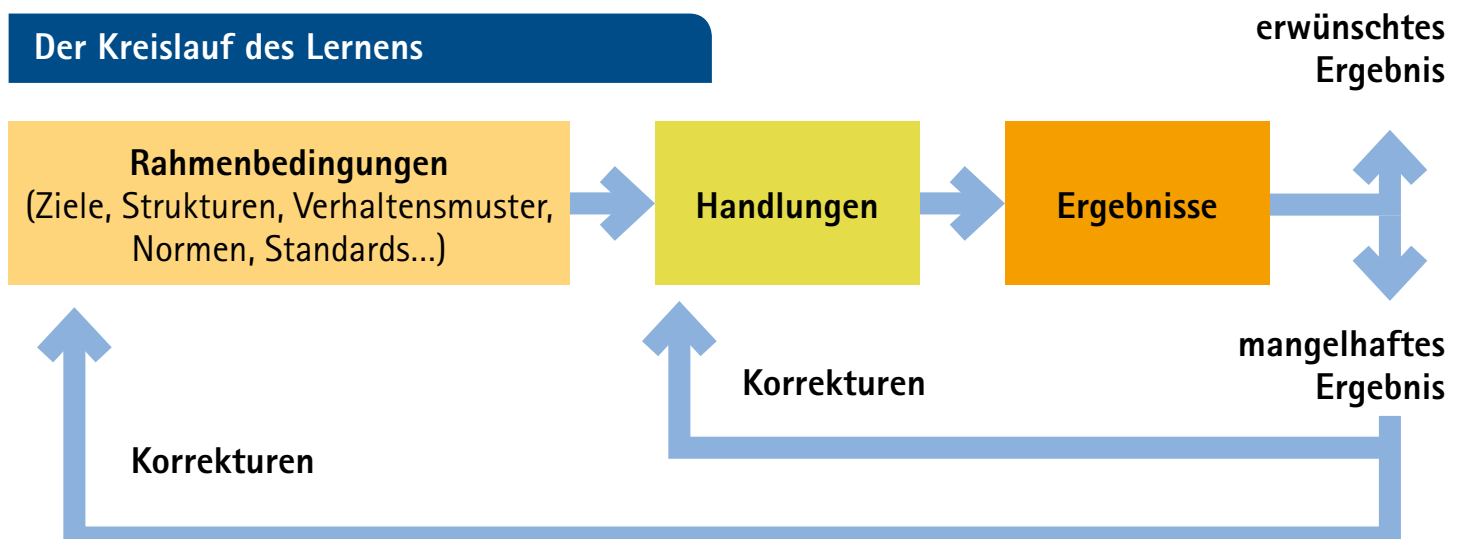 Der Kreislauf des Lernens
erwünschtes
Ergebnis
Rahmenbedingungen
(Ziele, Strukturen, Verhaltensmuster,
Normen, Standards...)
Handlungen
Ergebnisse
mangelhaftes
Ergebnis
Korrekturen
Korrekturen